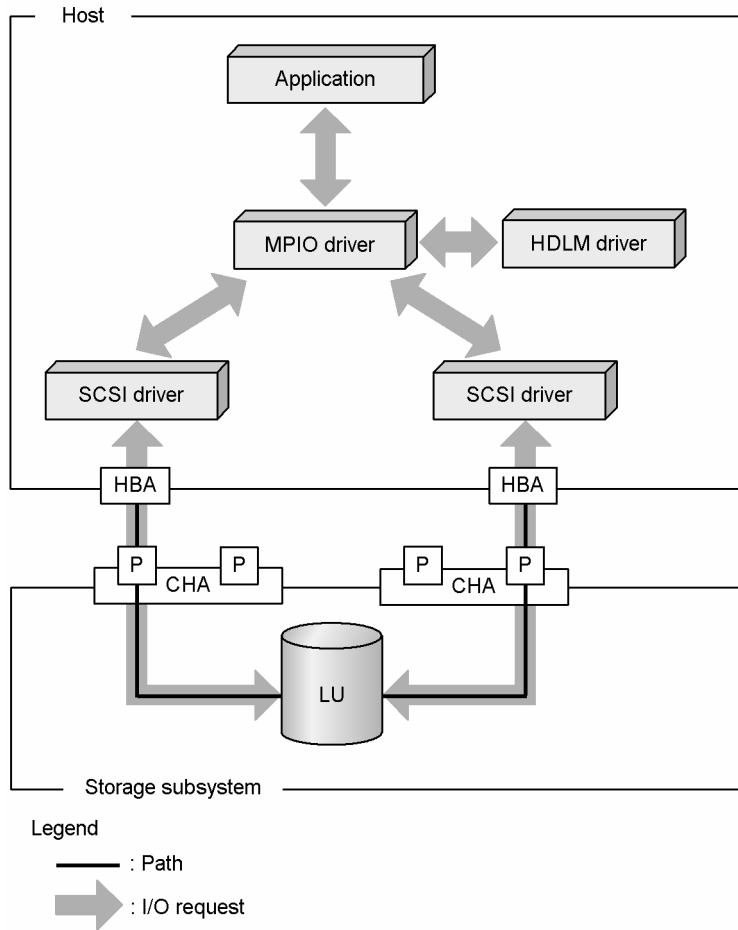 Host
Application
MPIO driver
HDLM driver
SCSI driver
SCSI driver
HBA
HBA
P
P
P
P
CHA
CHA
LU
Storage subsystem
Legend
: Path
: I/O request